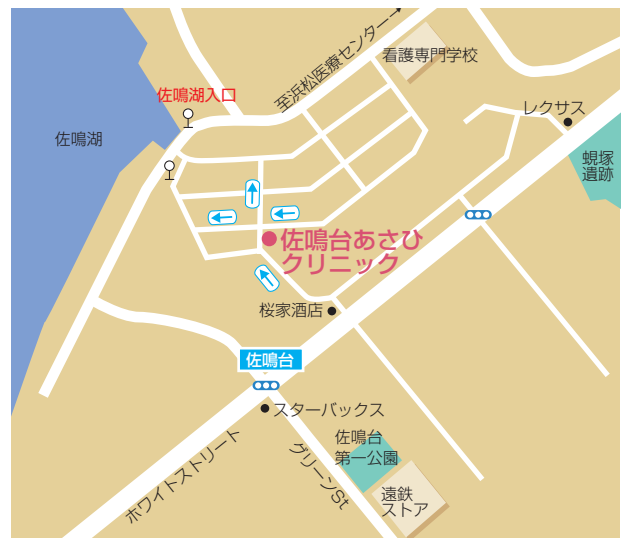 至浜松医療センター
看護専門学校
佐鳴湖入口
レクサス
佐鳴湖
蜆塚
遺跡
佐鳴台あさひ
クリニック
桜家酒店
佐鳴台
スターバックス
佐鳴台
第一公園
ホワイトストリート
グリーンSt
遠鉄
ストア